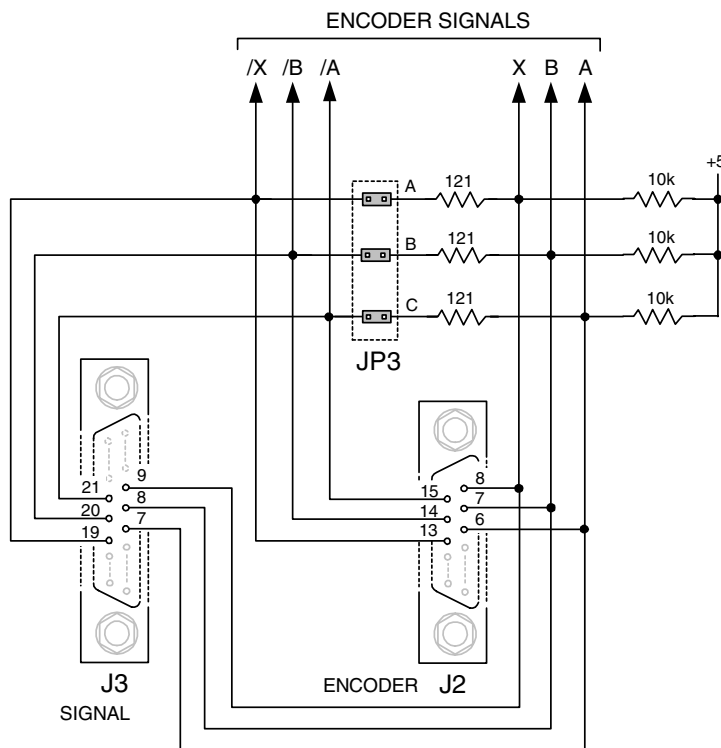 ENCODER SIGNALS
/X /B /A X B A
+5
A 121 10k
B 121 10k
C 121 10k
JP3
9
21 8
20 7
19
8
15 7
14 6
13
J3
SIGNAL
ENCODER J2